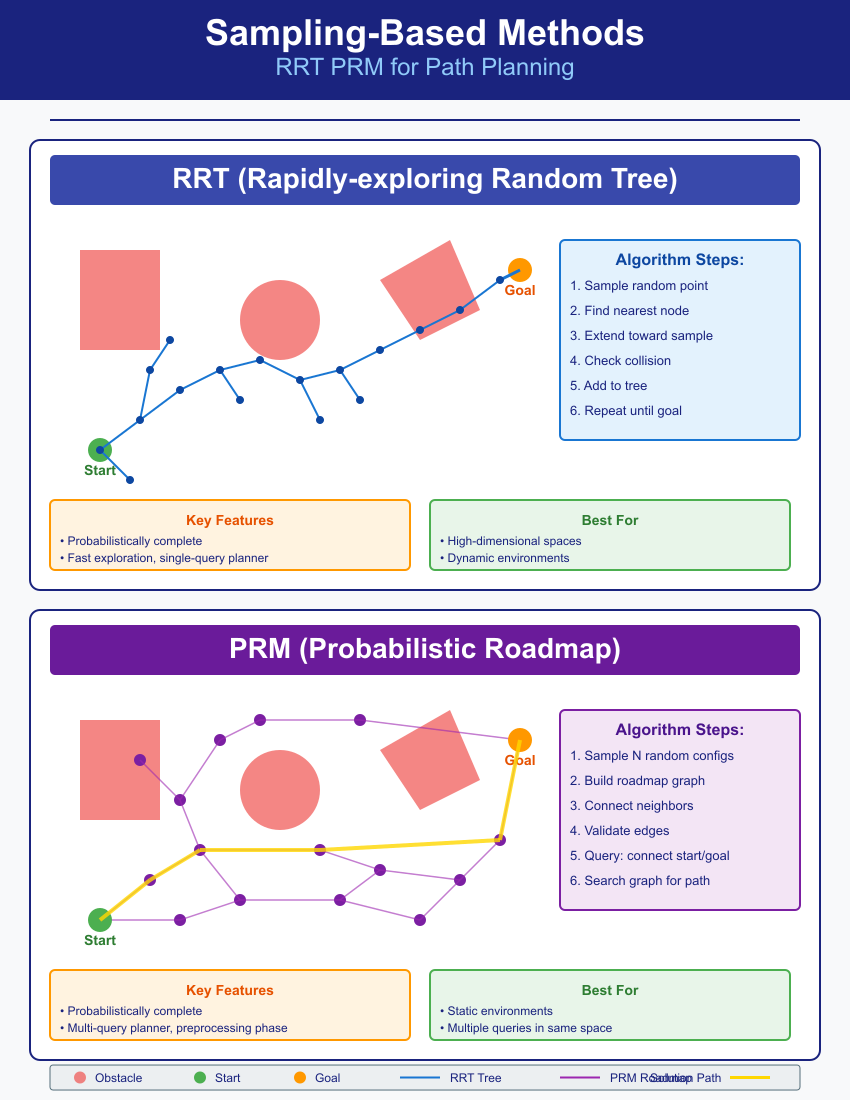 Sampling-Based Methods
RRT PRM for Path Planning
RRT (Rapidly-exploring Random Tree)
Goal
Start
Algorithm Steps:
1. Sample random point
2. Find nearest node
3. Extend toward sample
4. Check collision
5. Add to tree
6. Repeat until goal
Key Features
• Probabilistically complete
• Fast exploration, single-query planner
Best For
• High-dimensional spaces
• Dynamic environments
PRM (Probabilistic Roadmap)
Goal
Start
Algorithm Steps:
1. Sample N random configs
2. Build roadmap graph
3. Connect neighbors
4. Validate edges
5. Query: connect start/goal
6. Search graph for path
Key Features
• Probabilistically complete
• Multi-query planner, preprocessing phase
Best For
• Static environments
• Multiple queries in same space
Obstacle
Start
Goal
RRT Tree
PRM Roadmap
Solution Path